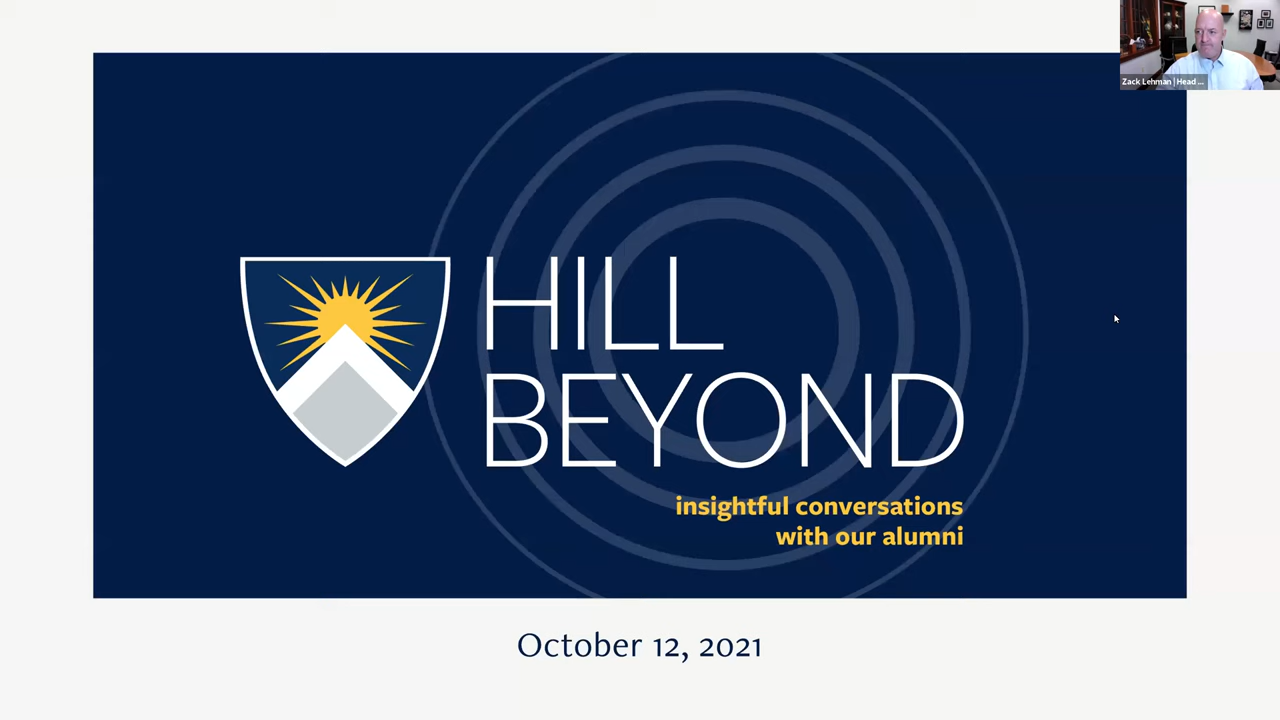 Zack Lehman | Head ...
HILL
BEYOND
insightful conversations
with our alumni
October 12, 2021